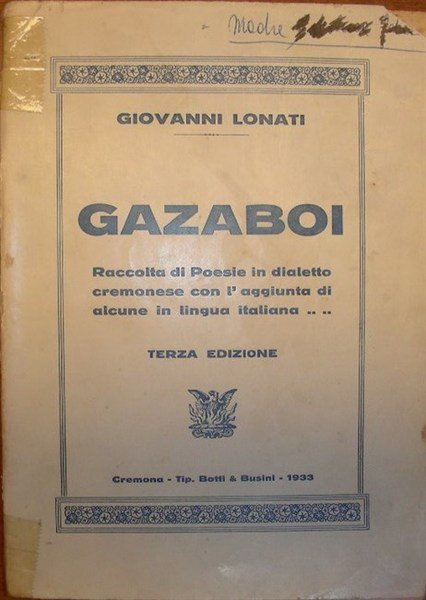 Madre
GIOVANNI LONATI
GAZABOI
Raccolta di Poesie in dialetto
cremonese con l'aggiunta di
alcune in lingua italiana .. ..
TERZA EDIZIONE
Cremona - Tip. Botti & Busini - 1933